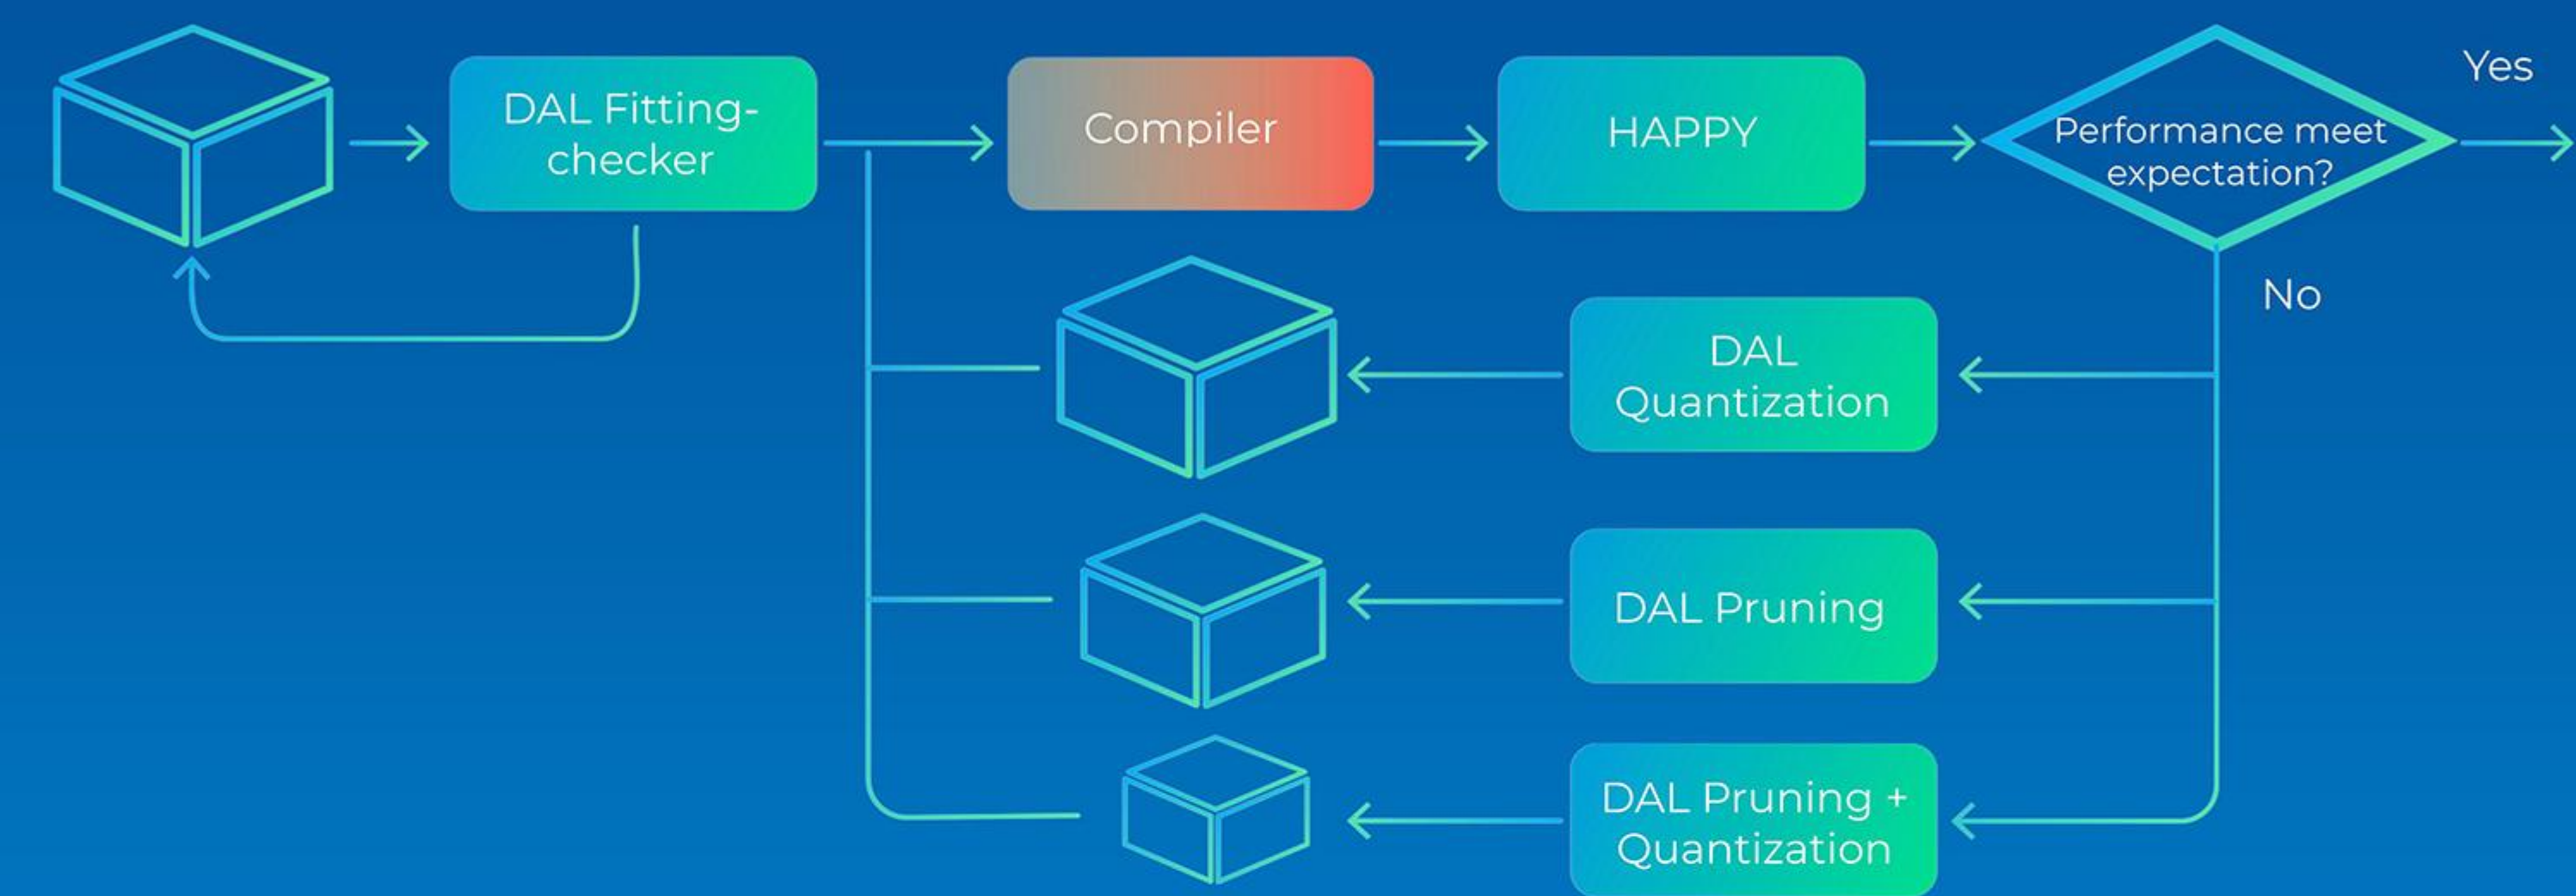 DAL Fitting-
checker
Compiler
HAPPY
Performance meet
expectation?
Yes
No
DAL
Quantization
DAL Pruning
DAL Pruning +
Quantization